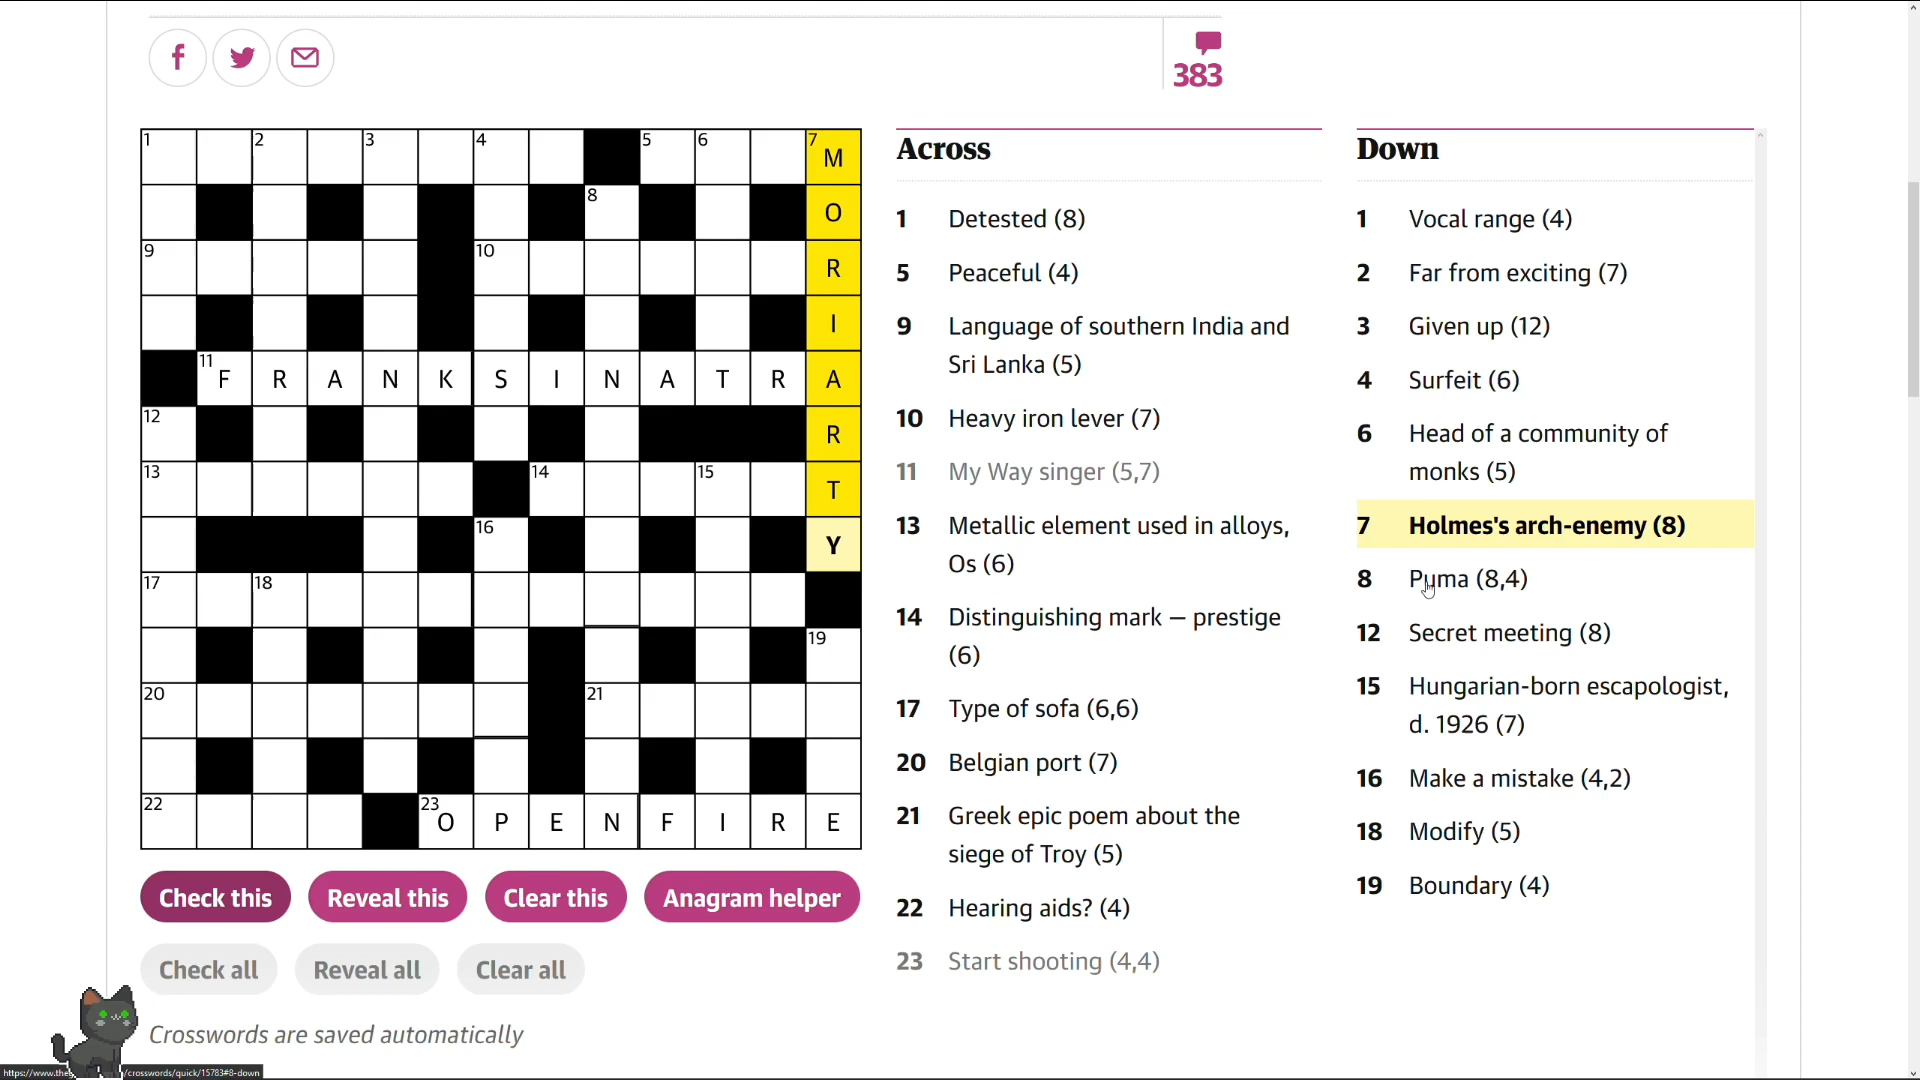 383
1 2 3 4 5 6 7 M
8 O
9 10 R
I
11 F R A N K S I N A T R A
12 R
13 14 15 T
16 Y
17 18
19
20 21
22 23 O P E N F I R E
Check this Reveal this Clear this Anagram helper
Check all Reveal all Clear all
Crosswords are saved automatically
Across
1 Detested (8)
5 Peaceful (4)
9 Language of southern India and
Sri Lanka (5)
10 Heavy iron lever (7)
11 My Way singer (5,7)
13 Metallic element used in alloys,
Os (6)
14 Distinguishing mark — prestige
(6)
17 Type of sofa (6,6)
20 Belgian port (7)
21 Greek epic poem about the
siege of Troy (5)
22 Hearing aids? (4)
23 Start shooting (4,4)
Down
1 Vocal range (4)
2 Far from exciting (7)
3 Given up (12)
4 Surfeit (6)
6 Head of a community of
monks (5)
7 Holmes's arch-enemy (8)
8 Puma (8,4)
12 Secret meeting (8)
15 Hungarian-born escapologist,
d. 1926 (7)
16 Make a mistake (4,2)
18 Modify (5)
19 Boundary (4)
https://www.the /crosswords/quick/15783#8-down